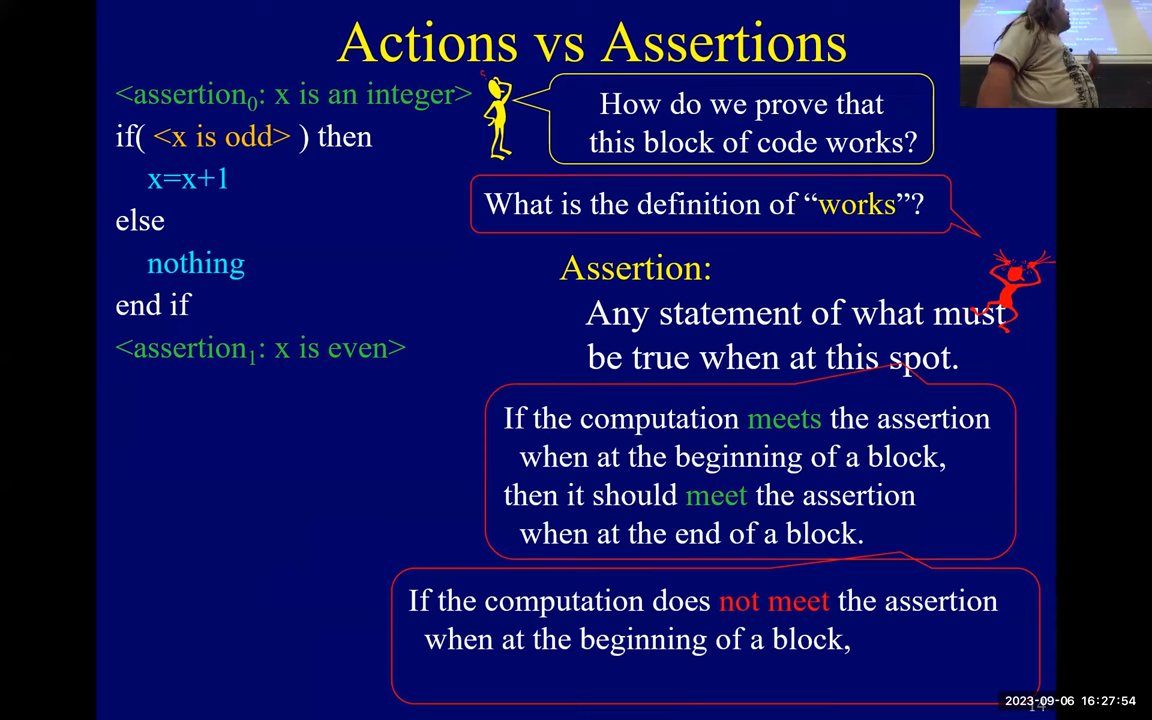 Actions vs Assertions
<assertion0: x is an integer>
if( <x is odd> ) then
x=x+1
else
nothing
end if
<assertion1: x is even>
How do we prove that
this block of code works?
What is the definition of “works”?
Assertion:
Any statement of what must
be true when at this spot.
If the computation meets the assertion
when at the beginning of a block,
then it should meet the assertion
when at the end of a block.
If the computation does not meet the assertion
when at the beginning of a block,
2023-09-06 16:27:54
14